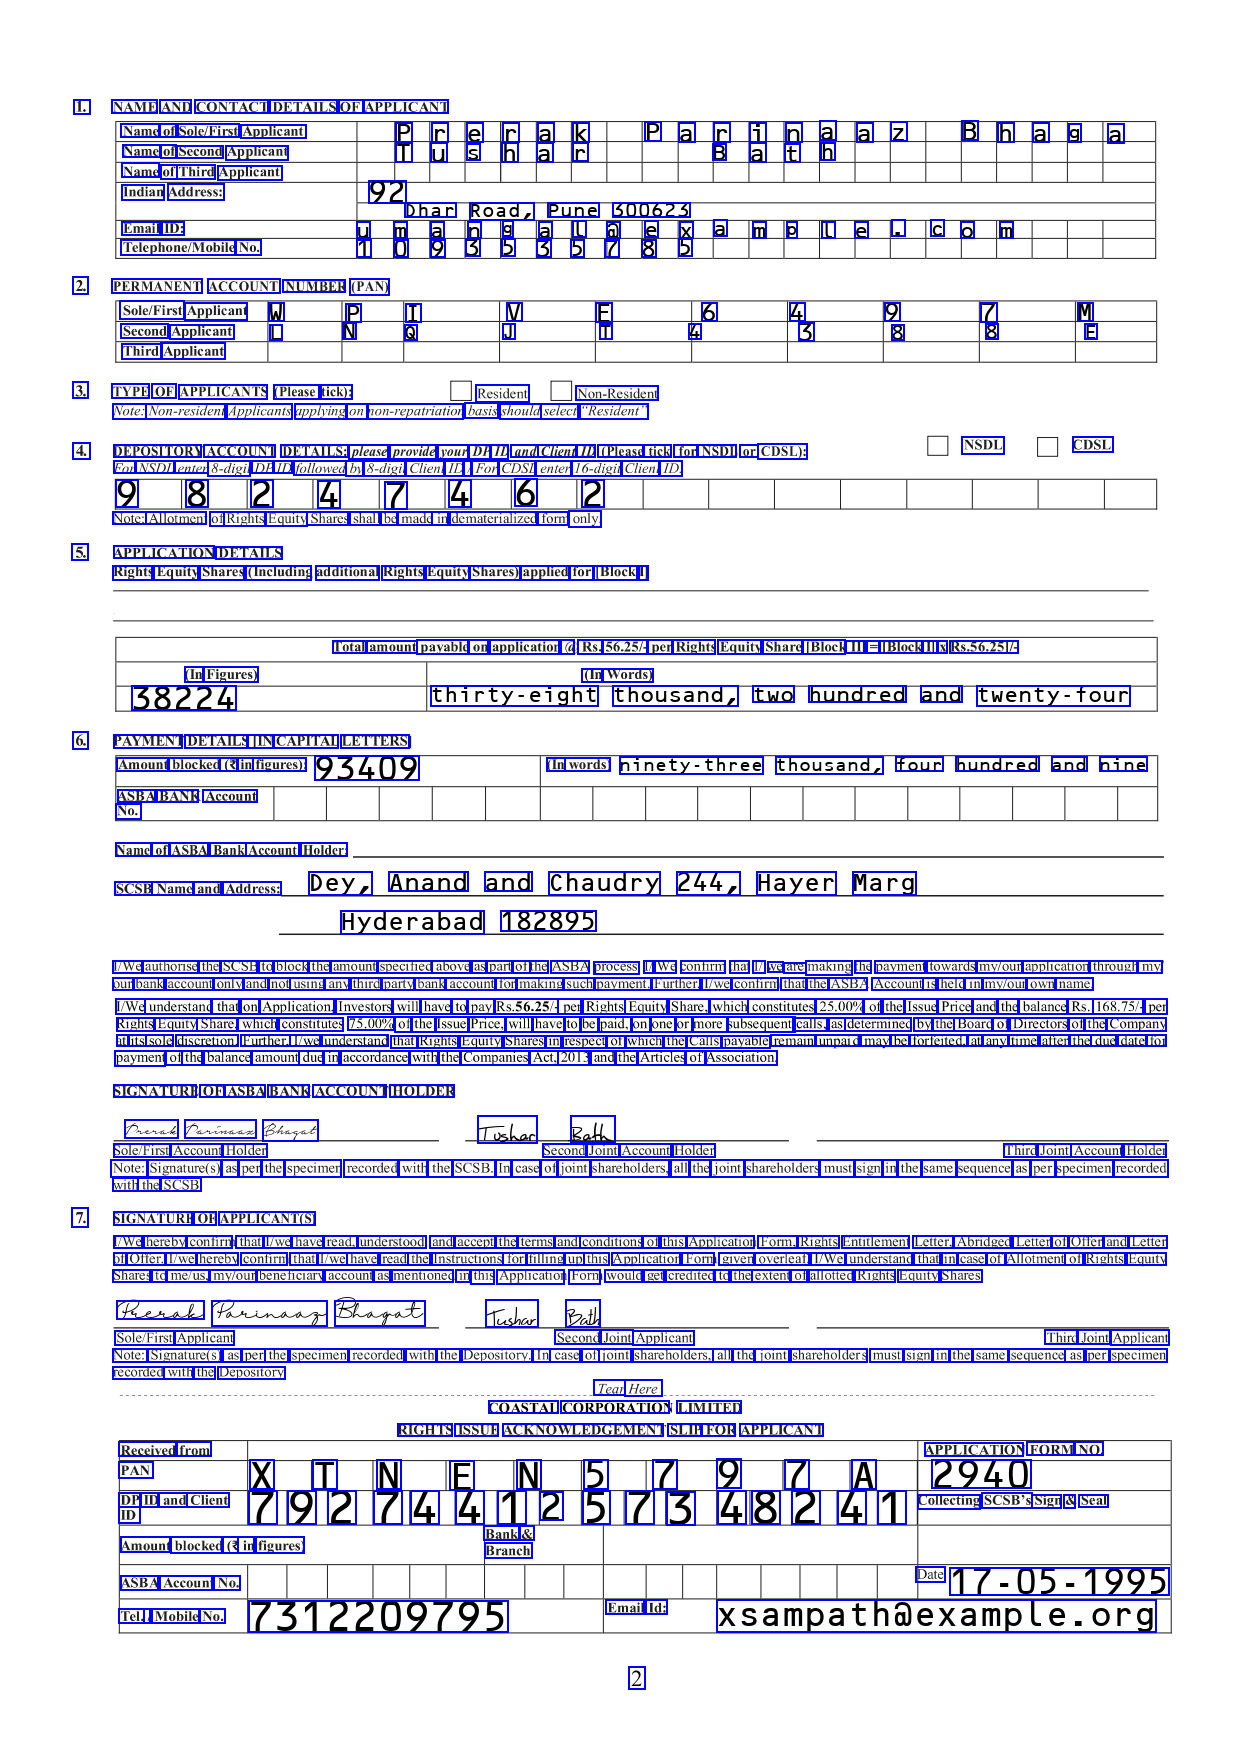 1. NAME AND CONTACT DETAILS OF APPLICANT
Name of Sole/First Applicant Prerak Parinaaz Bhaga
Name of Second Applicant Tushar Bath
Name of Third Applicant
Indian Address: 92
Dhar Road, Pune 300623
Email ID: umangal@example.com
Telephone/Mobile No. 1093535785
2. PERMANENT ACCOUNT NUMBER (PAN)
Sole/First Applicant W P I V E 6 4 9 7 M
Second Applicant L N Q J T 4 3 8 8 E
Third Applicant
3. TYPE OF APPLICANTS (Please tick): Resident Non-Resident
Note: Non-resident Applicants applying on non-repatriation basis should select “Resident”
4. DEPOSITORY ACCOUNT DETAILS: please provide your DP ID and Client ID (Please tick for NSDL or CDSL): NSDL CDSL
For NSDL enter 8-digit DP ID followed by 8-digit Client ID / For CDSL enter 16-digit Client ID.
9 8 2 4 7 4 6 2
Note: Allotment of Rights Equity Shares shall be made in dematerialized form only.
5. APPLICATION DETAILS
Rights Equity Shares (Including additional Rights Equity Shares) applied for [Block I]
Total amount payable on application @ Rs. 56.25/- per Rights Equity Share [Block II] = [Block I] x Rs.56.25]/-
(In Figures) (In Words)
38224 thirty-eight thousand, two hundred and twenty-four
6. PAYMENT DETAILS [IN CAPITAL LETTERS]
Amount blocked (₹ in figures): 93409 (In words) ninety-three thousand, four hundred and nine
ASBA BANK Account
No.
Name of ASBA Bank Account Holder:
SCSB Name and Address: Dey, Anand and Chaudry 244, Hayer Marg
Hyderabad 182895
I/We authorise the SCSB to block the amount specified above as part of the ASBA process. I/ We confirm that I/ we are making the payment towards my/our application through my/
our bank account only and not using any third party bank account for making such payment. Further, I/we confirm that the ASBA Account is held in my/our own name.
I/We understand that on Application, Investors will have to pay Rs.56.25/- per Rights Equity Share, which constitutes 25.00% of the Issue Price and the balance Rs. 168.75/- per
Rights Equity Share, which constitutes 75.00% of the Issue Price, will have to be paid, on one or more subsequent calls, as determined by the Board of Directors of the Company
at its sole discretion. Further, I/we understand that Rights Equity Shares in respect of which the Calls payable remain unpaid may be forfeited, at any time after the due date for
payment of the balance amount due in accordance with the Companies Act, 2013 and the Articles of Association.
SIGNATURE OF ASBA BANK ACCOUNT HOLDER
Prerak Parinaaz Bhagat Tushar Bath
Sole/First Account Holder Second Joint Account Holder Third Joint Account Holder
Note: Signature(s) as per the specimen recorded with the SCSB. In case of joint shareholders, all the joint shareholders must sign in the same sequence as per specimen recorded
with the SCSB
7. SIGNATURE OF APPLICANT(S)
I/We hereby confirm that I/we have read, understood and accept the terms and conditions of this Application Form, Rights Entitlement Letter, Abridged Letter of Offer and Letter
of Offer. I/we hereby confirm that I/we have read the Instructions for filling up this Application Form given overleaf. I/We understand that in case of Allotment of Rights Equity
Shares to me/us, my/our beneficiary account as mentioned in this Application Form would get credited to the extent of allotted Rights Equity Shares
Prerak Parinaaz Bhagat Tushar Bath
Sole/First Applicant Second Joint Applicant Third Joint Applicant
Note: Signature(s) as per the specimen recorded with the Depository. In case of joint shareholders, all the joint shareholders must sign in the same sequence as per specimen
recorded with the Depository
Tear Here
COASTAL CORPORATION LIMITED
RIGHTS ISSUE ACKNOWLEDGEMENT SLIP FOR APPLICANT
Received from APPLICATION FORM NO.
PAN X T N E N 5 7 9 7 A 2940
DP ID and Client
ID 7927441257348241 Collecting SCSB’s Sign & Seal
Amount blocked (₹ in figures) Bank &
Branch
ASBA Account No. Date 17-05-1995
Tel., Mobile No. 7312209795 Email Id: xsampath@example.org
2